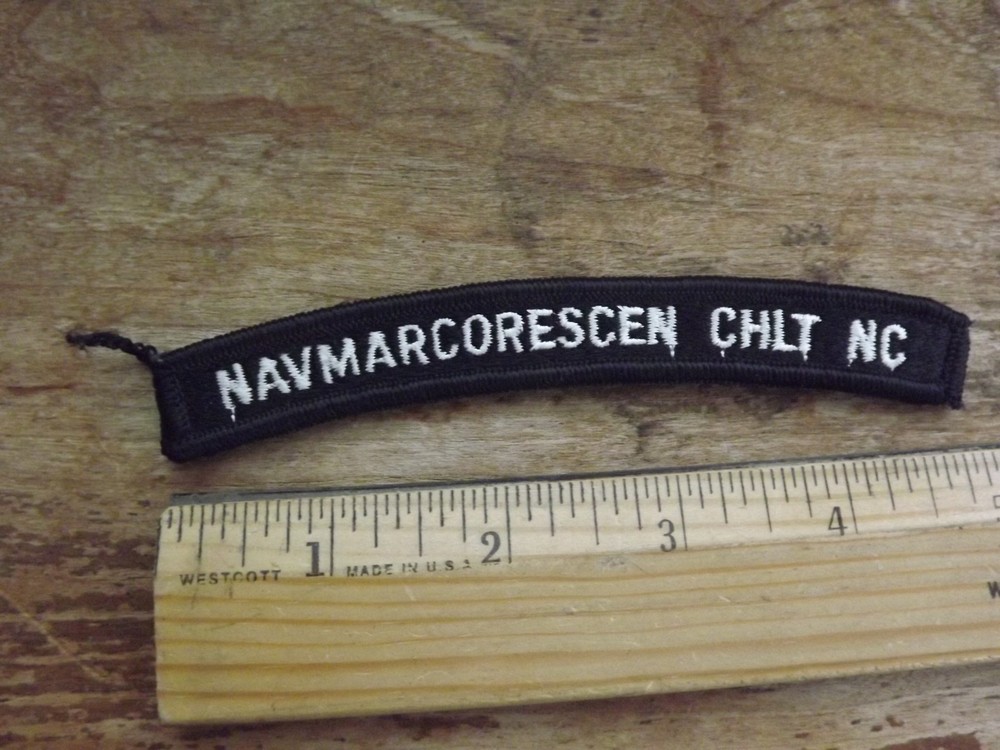 NAVMARCORESCEN CHLT NC
1 2 3 4
WESTCOTT MADE IN U.S.A